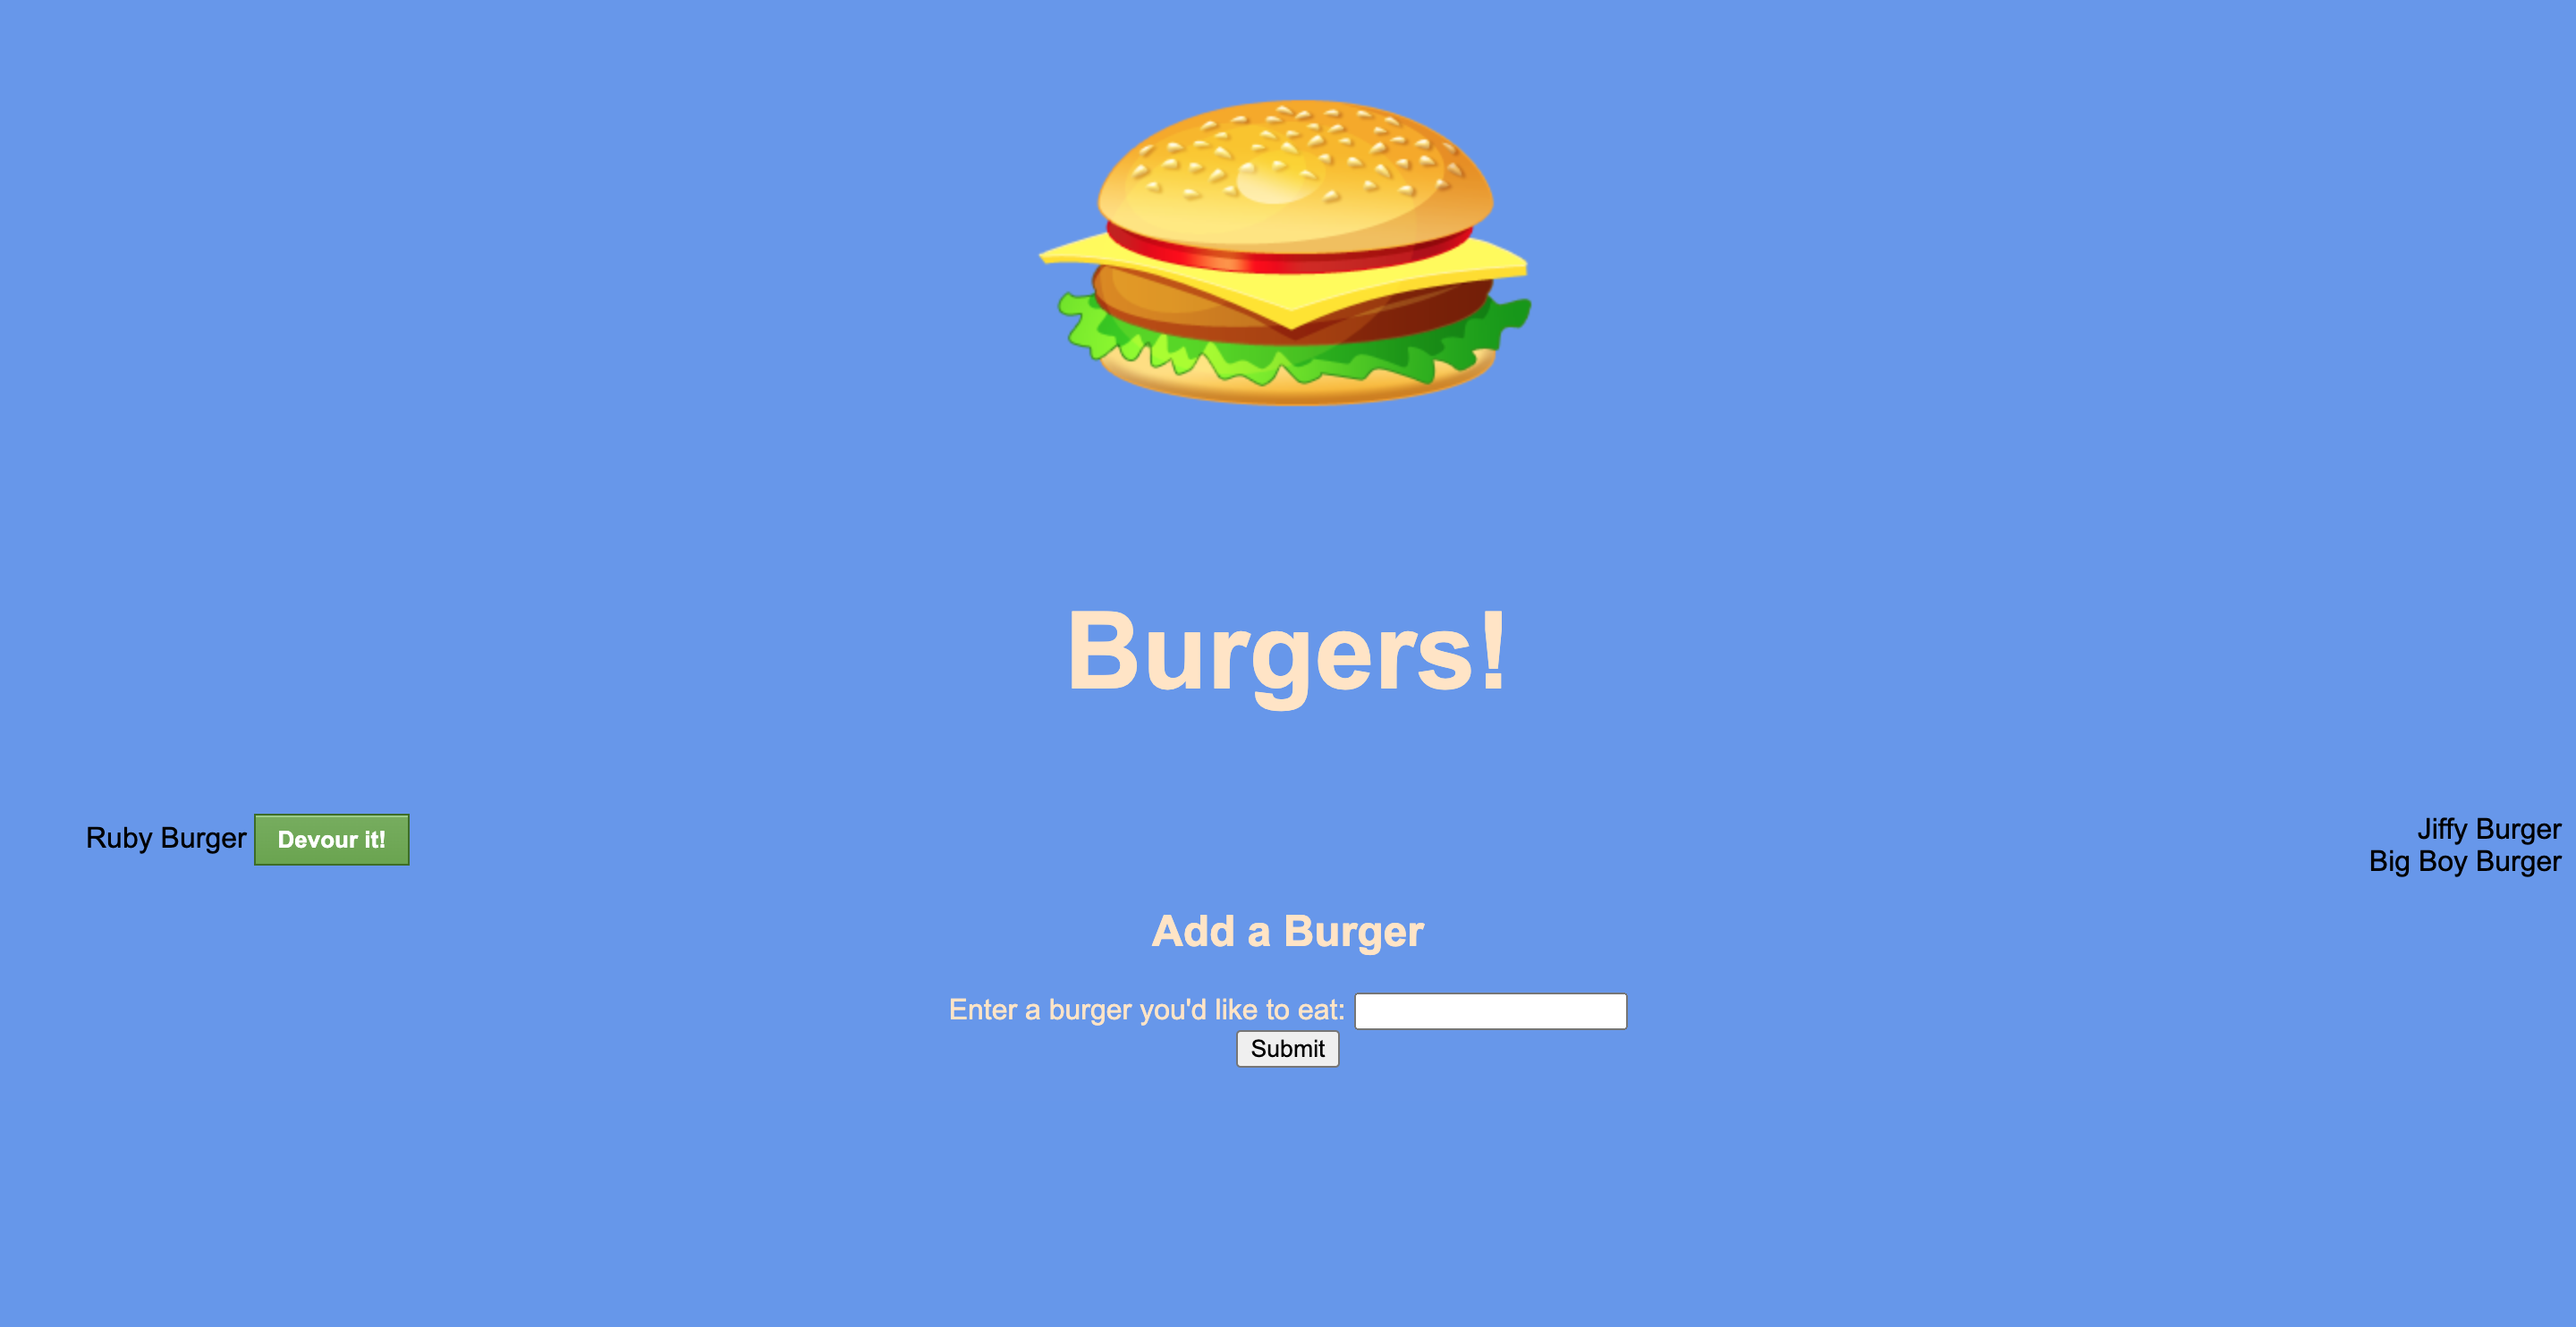 Burgers!
Ruby Burger Devour it!
Jiffy Burger
Big Boy Burger
Add a Burger
Enter a burger you'd like to eat:
Submit